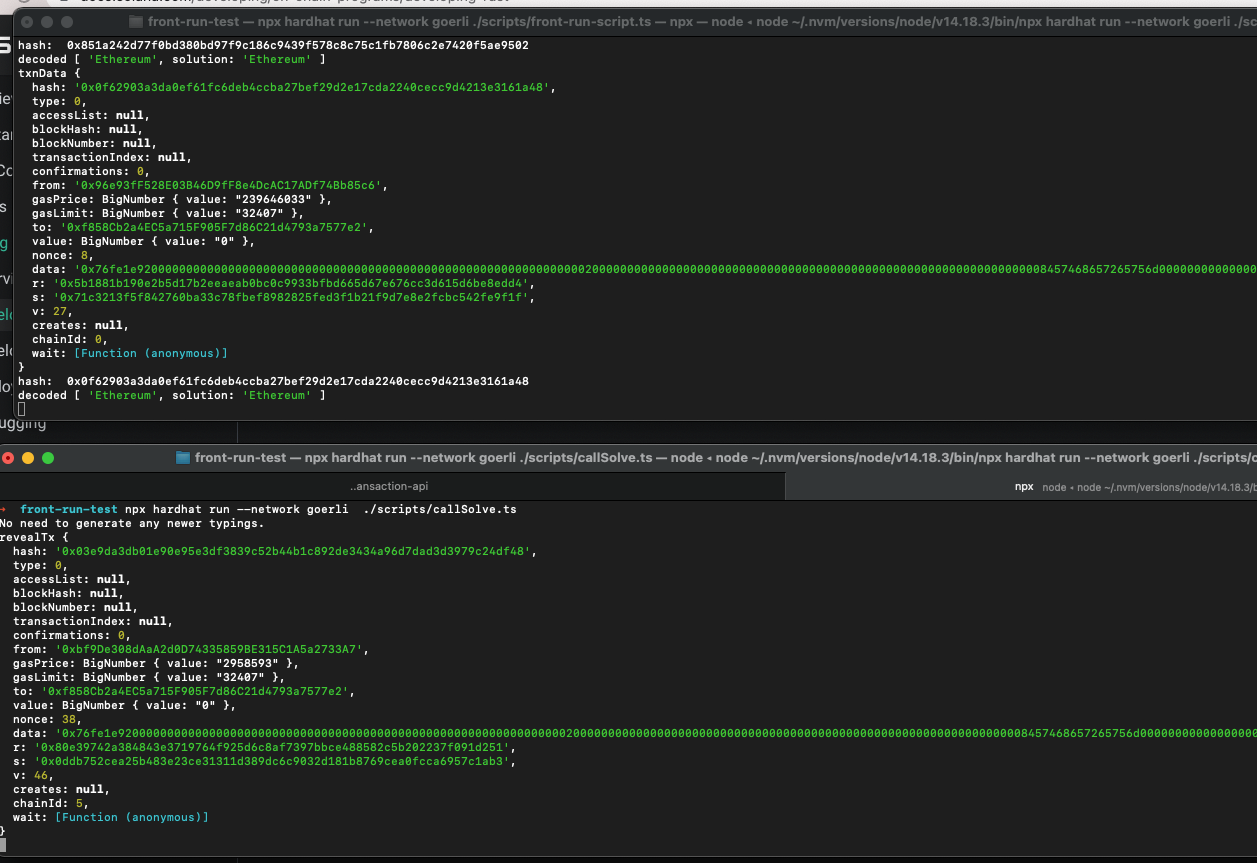 front-run-test — npx hardhat run --network goerli ./scripts/front-run-script.ts — npx — node ◂ node ~/.nvm/versions/node/v14.18.3/bin/npx hardhat run --network goerli ./sc
hash:  0x851a242d77f0bd380bd97f9c186c9439f578c8c75c1fb7806c2e7420f5ae9502
decoded [ 'Ethereum', solution: 'Ethereum' ]
txnData {
hash: '0x0f62903a3da0ef61fc6deb4ccba27bef29d2e17cda2240cecc9d4213e3161a48',
type: 0,
accessList: null,
blockHash: null,
blockNumber: null,
transactionIndex: null,
confirmations: 0,
from: '0x96e93fF528E03B46D9fF8e4DcAC17ADf74Bb85c6',
gasPrice: BigNumber { value: "239646033" },
gasLimit: BigNumber { value: "32407" },
to: '0xf858Cb2a4EC5a715F905F7d86C21d4793a7577e2',
value: BigNumber { value: "0" },
nonce: 8,
data: '0x76fe1e9200000000000000000000000000000000000000000000000000000000000000200000000000000000000000000000000000000000000000000000000000000008457468657265756d0000000000000
r: '0x5b1881b190e2b5d17b2eeaeab0bc0c9933bfbd665d67e676cc3d615d6be8edd4',
s: '0x71c3213f5f842760ba33c78fbef8982825fed3f1b21f9d7e8e2fcbc542fe9f1f',
v: 27,
creates: null,
chainId: 0,
wait: [Function (anonymous)]
}
hash:  0x0f62903a3da0ef61fc6deb4ccba27bef29d2e17cda2240cecc9d4213e3161a48
decoded [ 'Ethereum', solution: 'Ethereum' ]
ugging
front-run-test — npx hardhat run --network goerli ./scripts/callSolve.ts — node ◂ node ~/.nvm/versions/node/v14.18.3/bin/npx hardhat run --network goerli ./scripts/c
..ansaction-api
npx node ◂ node ~/.nvm/versions/node/v14.18.3/b
→ front-run-test npx hardhat run --network goerli  ./scripts/callSolve.ts
No need to generate any newer typings.
revealTx {
hash: '0x03e9da3db01e90e95e3df3839c52b44b1c892de3434a96d7dad3d3979c24df48',
type: 0,
accessList: null,
blockHash: null,
blockNumber: null,
transactionIndex: null,
confirmations: 0,
from: '0xbf9De308dAaA2d0D74335859BE315C1A5a2733A7',
gasPrice: BigNumber { value: "2958593" },
gasLimit: BigNumber { value: "32407" },
to: '0xf858Cb2a4EC5a715F905F7d86C21d4793a7577e2',
value: BigNumber { value: "0" },
nonce: 38,
data: '0x76fe1e9200000000000000000000000000000000000000000000000000000000000000200000000000000000000000000000000000000000000000000000000000000008457468657265756d0000000000000
r: '0x80e39742a384843e3719764f925d6c8af7397bbce488582c5b202237f091d251',
s: '0x0ddb752cea25b483e23ce31311d389dc6c9032d181b8769cea0fcca6957c1ab3',
v: 46,
creates: null,
chainId: 5,
wait: [Function (anonymous)]
}